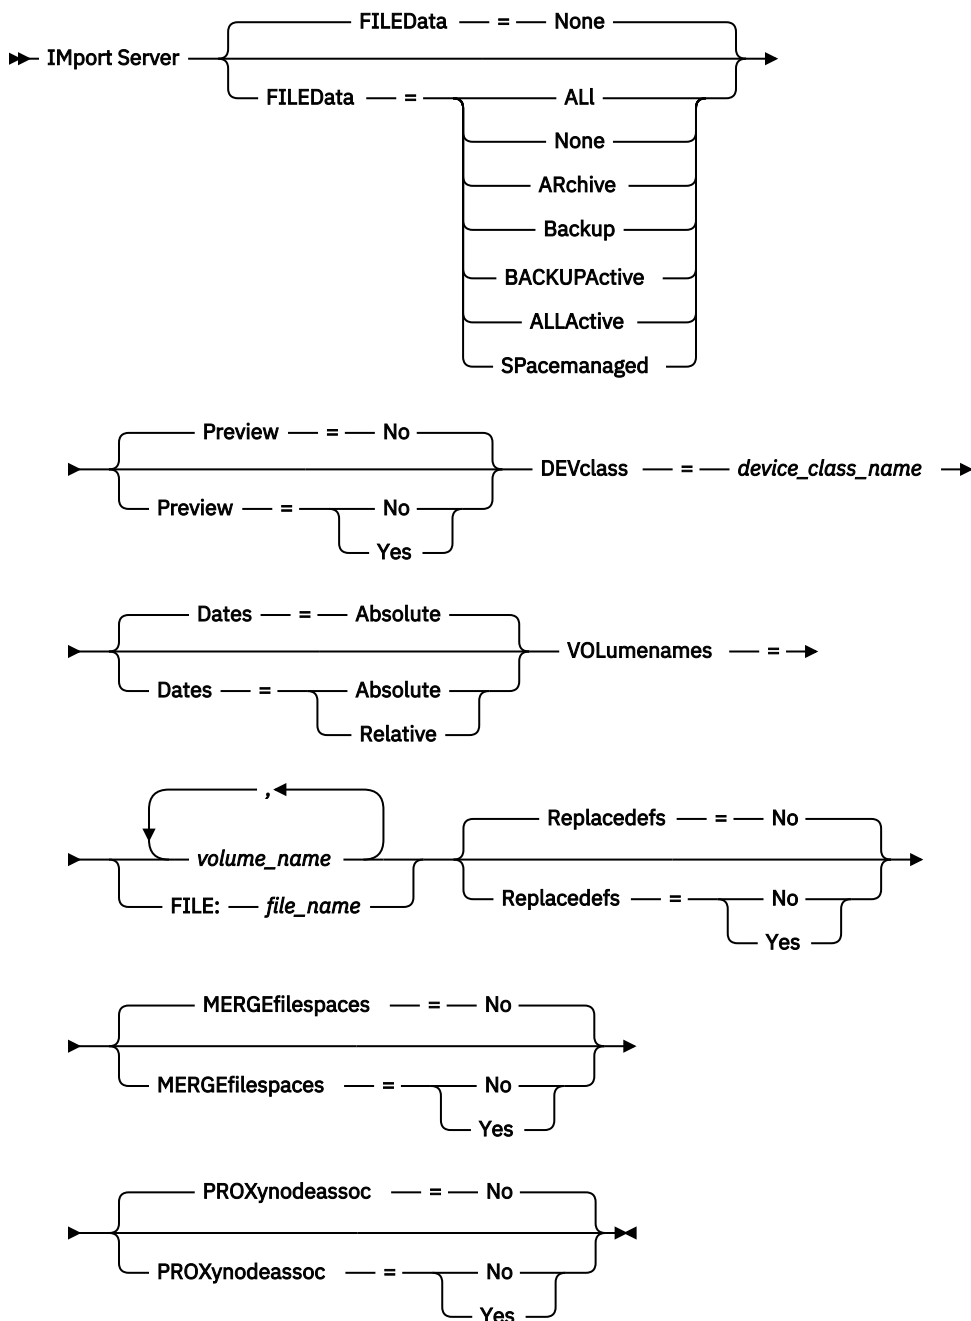 FILEData = None
IMport Server
FILEData = ALl
None
ARchive
Backup
BACKUPActive
ALLActive
SPacemanaged
Preview = No
DEVclass = device_class_name
Preview = No
Yes
Dates = Absolute
VOLumenames =
Dates = Absolute
Relative
,
volume_name
FILE: file_name
Replacedefs = No
Replacedefs = No
Yes
MERGEfilespaces = No
MERGEfilespaces = No
Yes
PROXynodeassoc = No
PROXynodeassoc = No
Yes